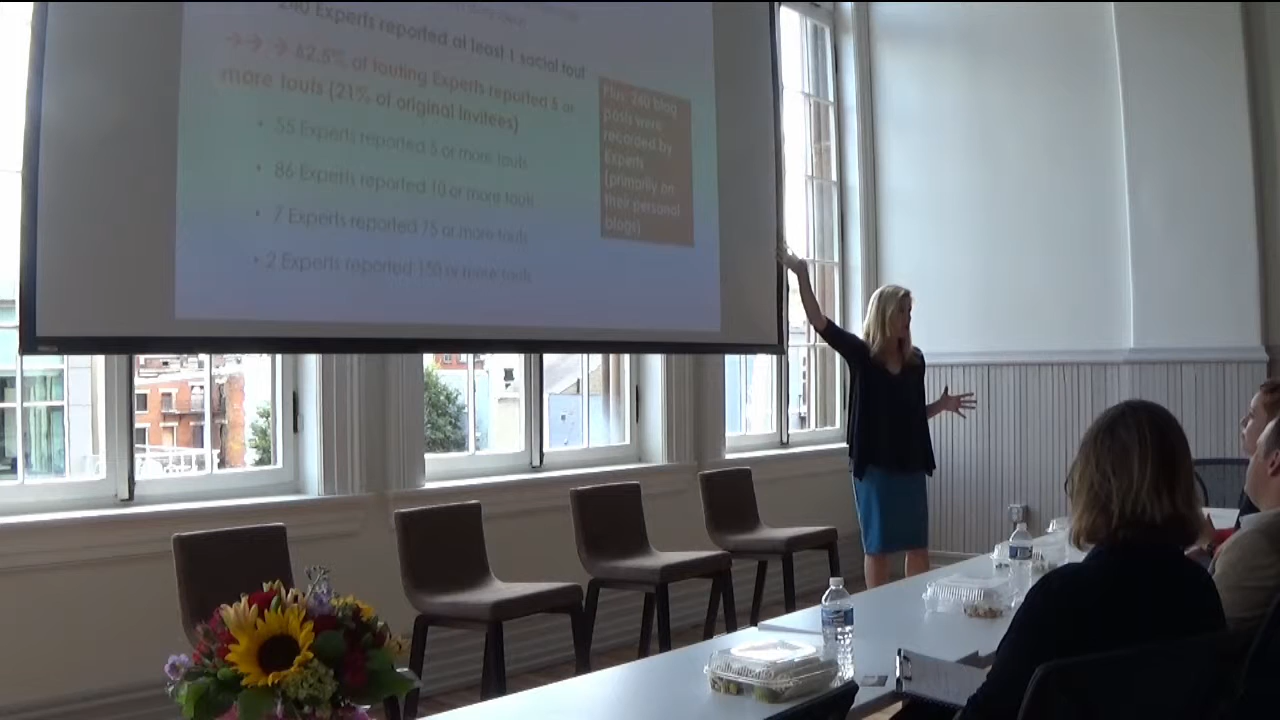 240 Experts reported at least 1 social tout
→→ → 62.5% of touting Experts reported 5 or
more touts (21% of original invitees)
• 55 Experts reported 5 or more touts
• 86 Experts reported 10 or more touts
• 7 Experts reported 75 or more touts
• 2 Experts reported 150 or more touts
Plus 260 blog
posts were
recorded by
Experts
(primarily on
their personal
blogs)